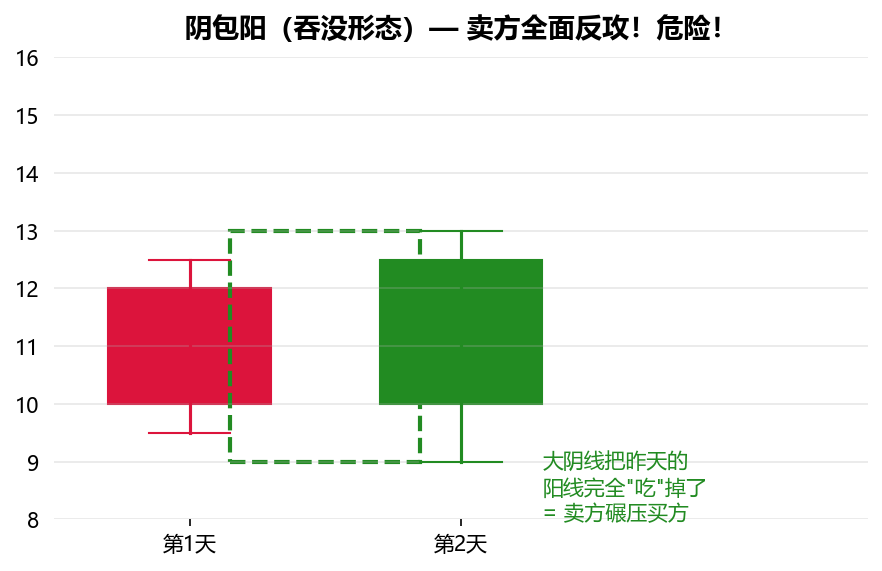 阴包阳（吞没形态）— 卖方全面反攻！危险！
16
15
14
13
12
11
10
9
8
大阴线把昨天的
阳线完全"吃"掉了
= 卖方碾压买方
第1天
第2天